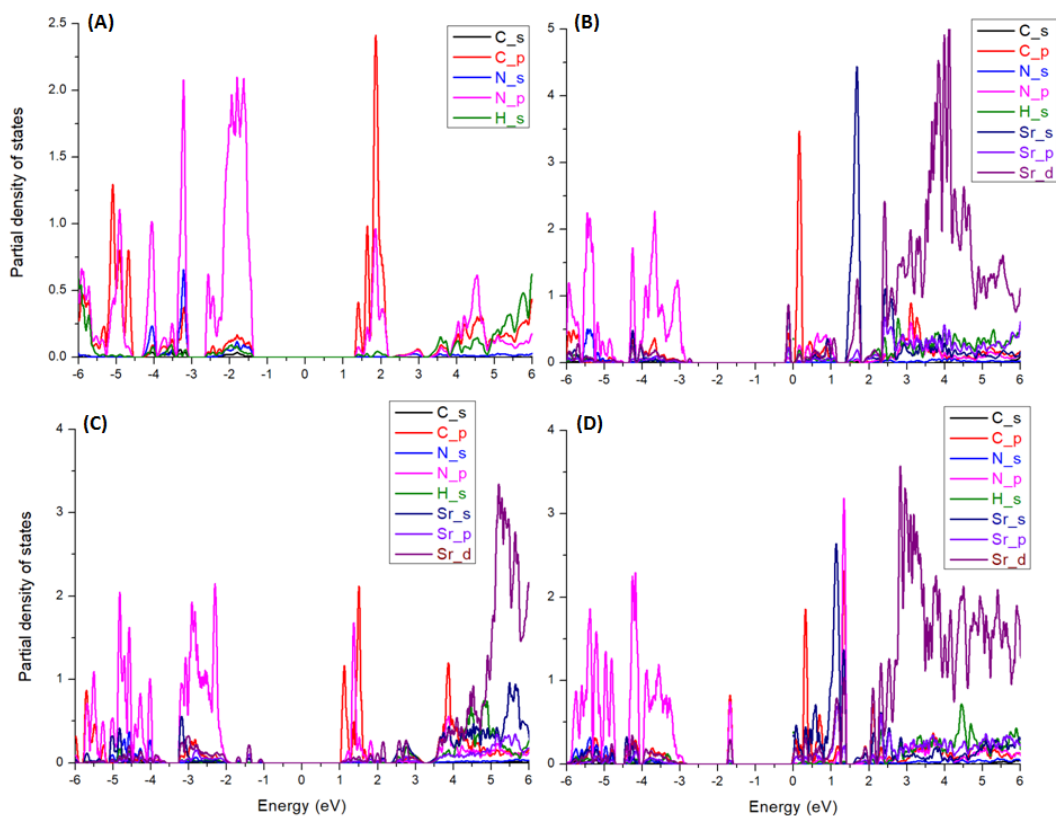 (A)
Partial density of states
2.5
2.0
1.5
1.0
0.5
0.0
-6 -5 -4 -3 -2 -1 0 1 2 3 4 5 6
C_s
C_p
N_s
N_p
H_s
(B)
5
4
3
2
1
0
-6 -5 -4 -3 -2 -1 0 1 2 3 4 5 6
C_s
C_p
N_s
N_p
H_s
Sr_s
Sr_p
Sr_d
(C)
Partial density of states
4
3
2
1
0
-6 -5 -4 -3 -2 -1 0 1 2 3 4 5 6
Energy (eV)
C_s
C_p
N_s
N_p
H_s
Sr_s
Sr_p
Sr_d
(D)
4
3
2
1
0
-6 -5 -4 -3 -2 -1 0 1 2 3 4 5 6
Energy (eV)
C_s
C_p
N_s
N_p
H_s
Sr_s
Sr_p
Sr_d